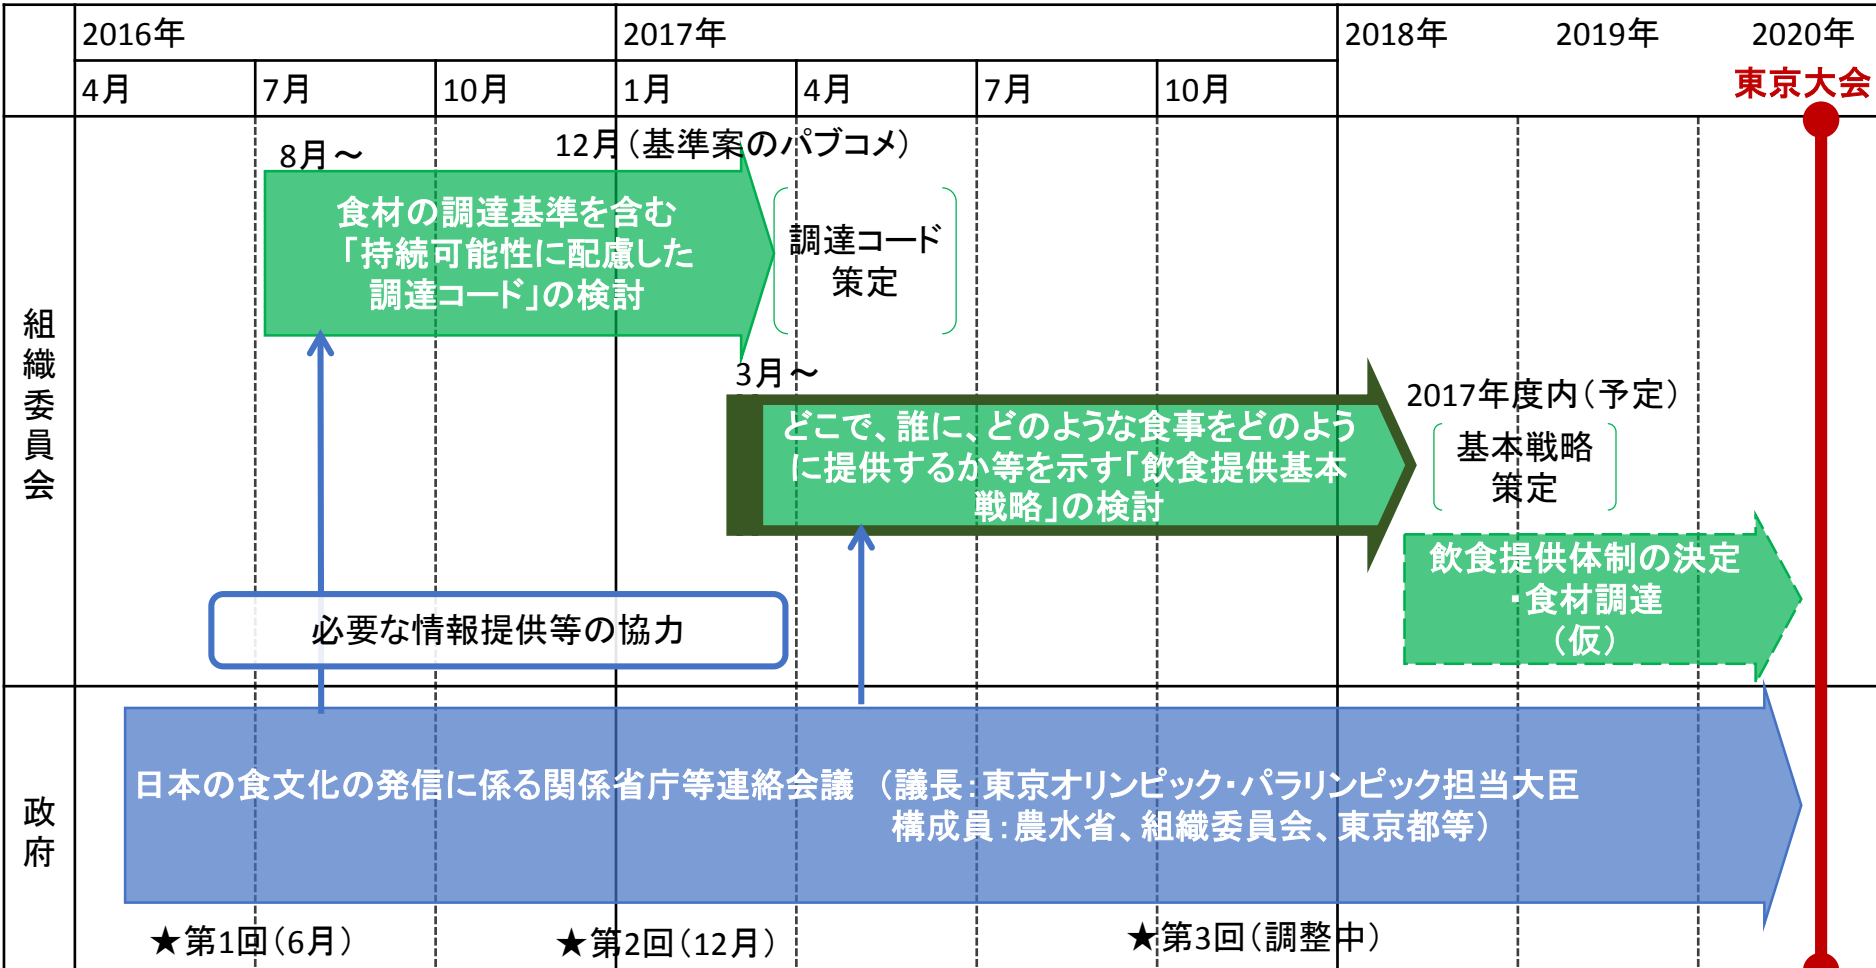 2016年
2017年
2018年
2019年
2020年
4月
7月
10月
1月
4月
7月
10月
東京大会
組織委員会
8月～
12月（基準案のパブコメ）
食材の調達基準を含む
「持続可能性に配慮した
調達コード」の検討
調達コード
策定
3月～
どこで、誰に、どのような食事をどのよう
に提供するか等を示す「飲食提供基本
戦略」の検討
2017年度内（予定）
基本戦略
策定
飲食提供体制の決定
・食材調達
（仮）
必要な情報提供等の協力
政府
日本の食文化の発信に係る関係省庁等連絡会議　（議長：東京オリンピック・パラリンピック担当大臣
構成員：農水省、組織委員会、東京都等）
★第1回（6月）
★第2回（12月）
★第3回（調整中）